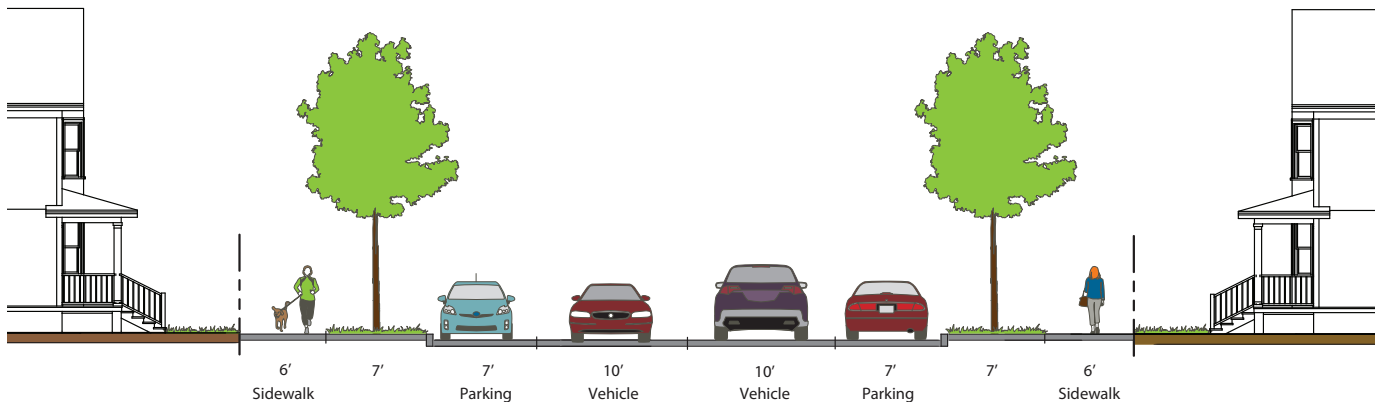 6’ 7’ 7’ 10’ 10’ 7’ 7’ 6’
Sidewalk Parking Vehicle Vehicle Parking Sidewalk